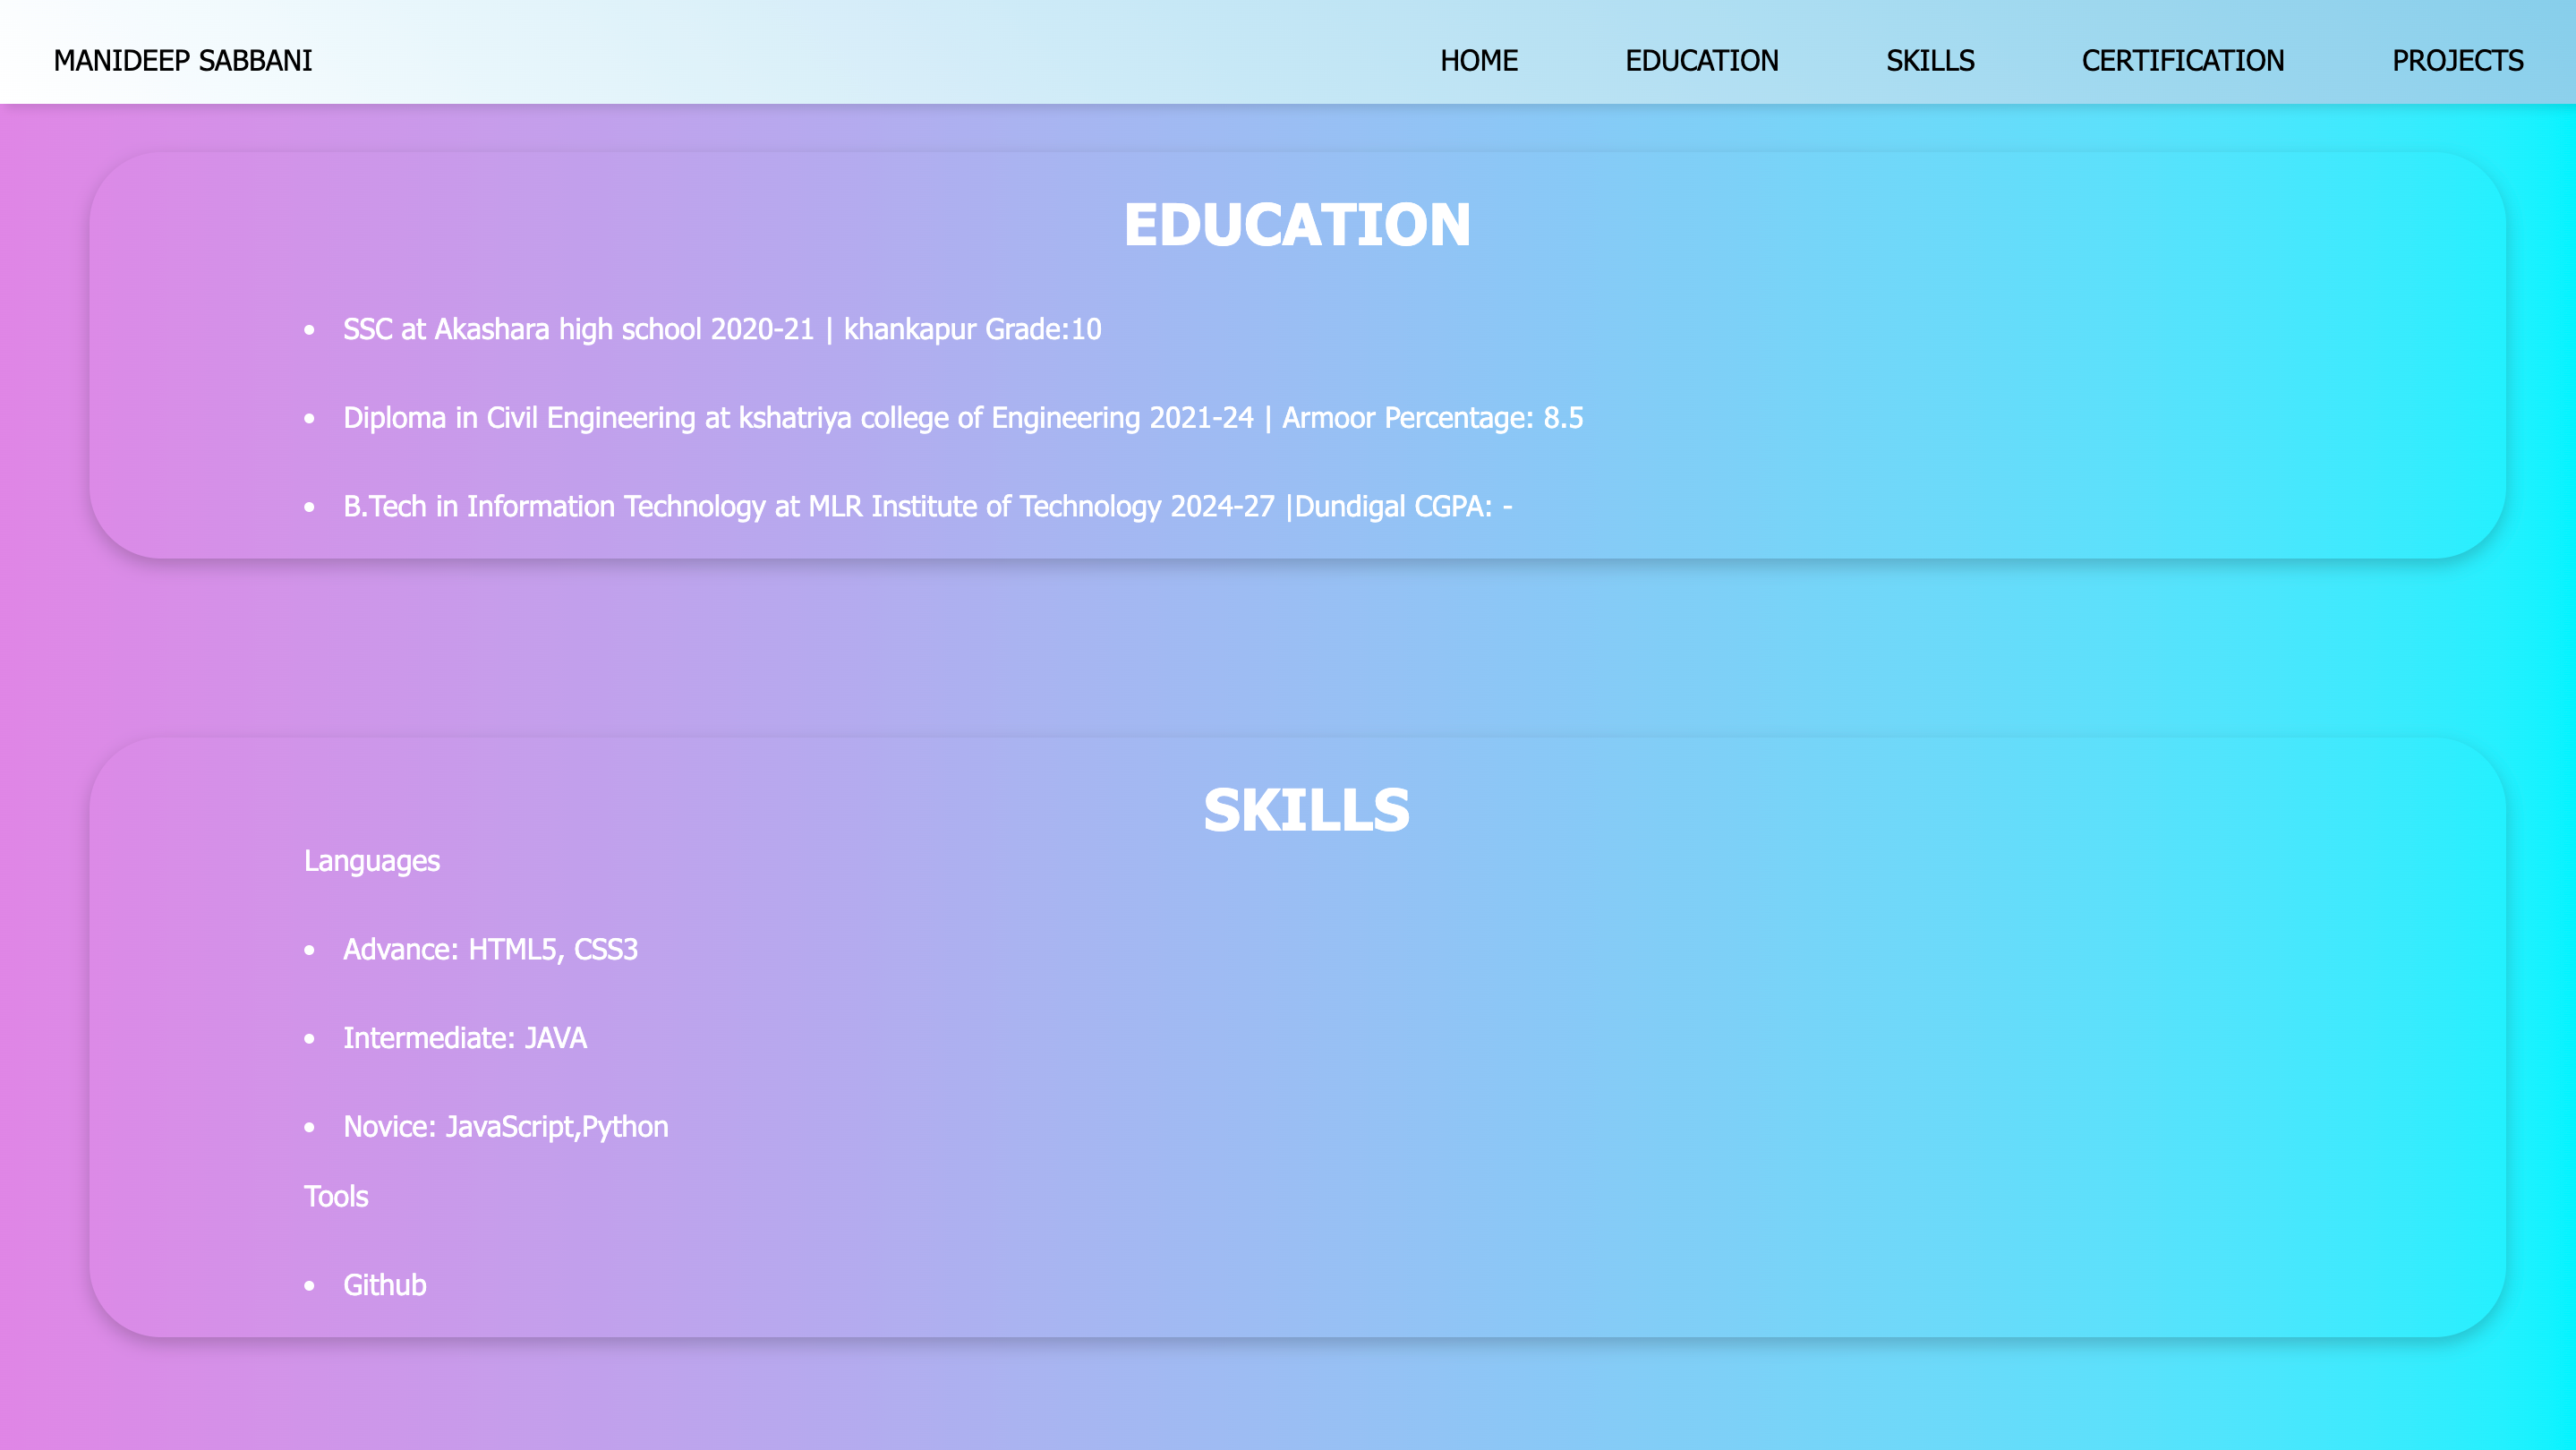 MANIDEEP SABBANI HOME EDUCATION SKILLS CERTIFICATION PROJECTS
EDUCATION
• SSC at Akashara high school 2020-21 | khankapur Grade:10
• Diploma in Civil Engineering at kshatriya college of Engineering 2021-24 | Armoor Percentage: 8.5
• B.Tech in Information Technology at MLR Institute of Technology 2024-27 |Dundigal CGPA: -
SKILLS
Languages
• Advance: HTML5, CSS3
• Intermediate: JAVA
• Novice: JavaScript,Python
Tools
• Github